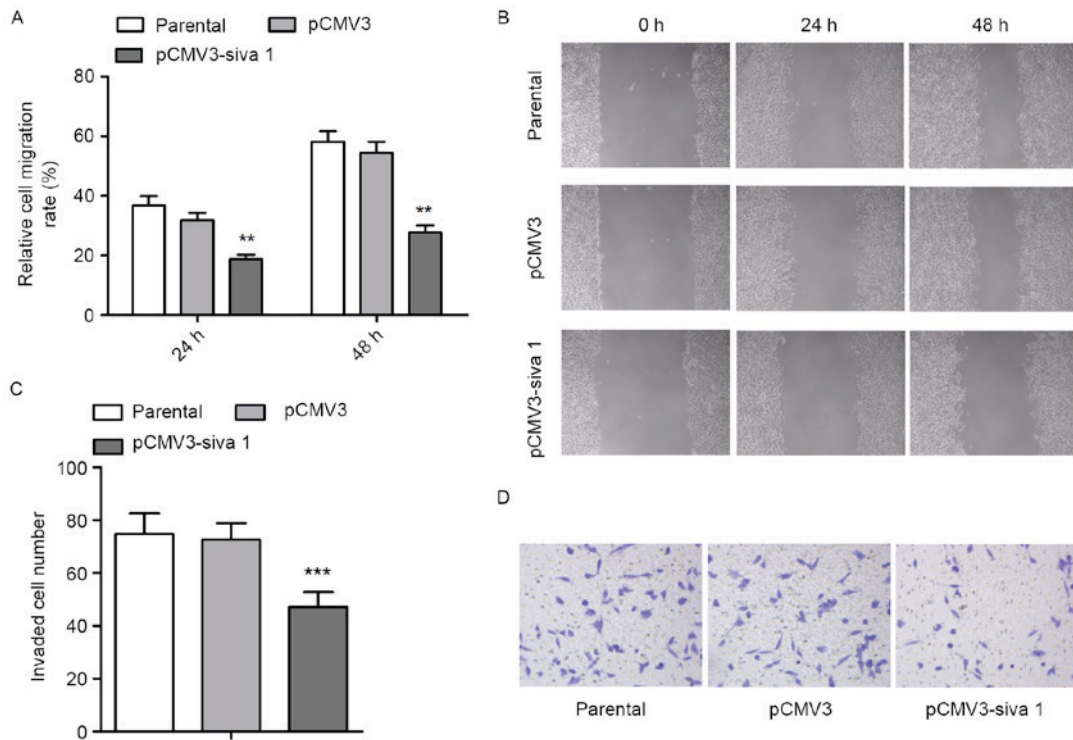 A
Parental
pCMV3
pCMV3-siva 1
Relative cell migration
rate (%)
80
60
40
20
0
**
**
24 h
48 h
B
0 h
24 h
48 h
Parental
pCMV3
pCMV3-siva 1
C
Parental
pCMV3
pCMV3-siva 1
Invaded cell number
100
80
60
40
20
0
***
D
Parental
pCMV3
pCMV3-siva 1